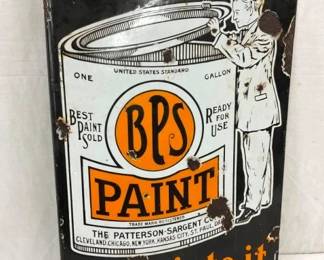 UNITED STATES STANDARD
ONE GALLON
BEST PAINT SOLD
BPS
READY FOR USE
PAINT
TRADE MARK REGISTERED
THE PATTERSON-SARGENT CO.
CLEVELAND, CHICAGO, NEW YORK, KANSAS CITY, ST. PAUL
it